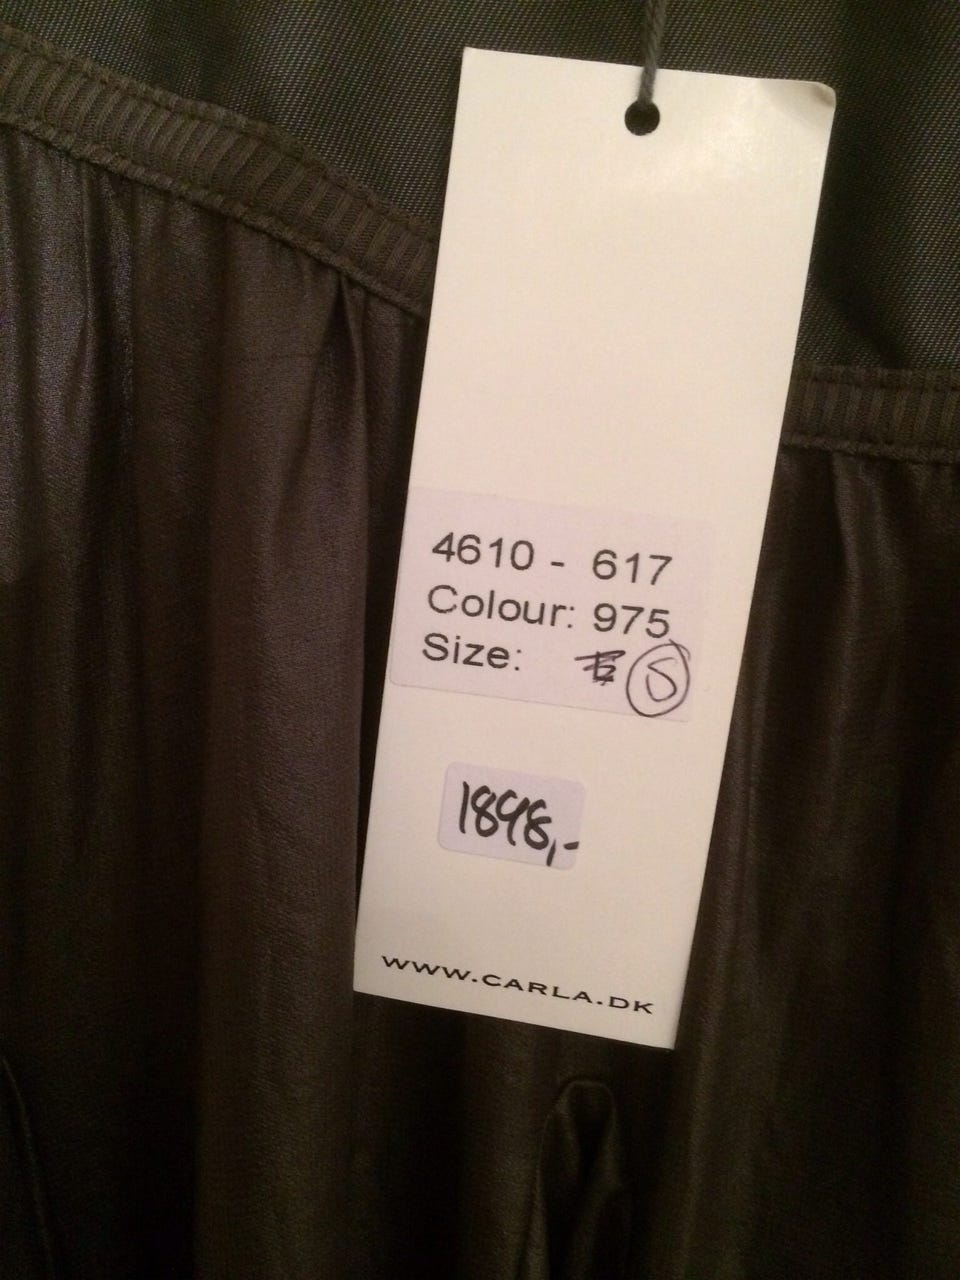 4610 - 617
Colour: 975
Size: S
1898,-
WWW.CARLA.DK